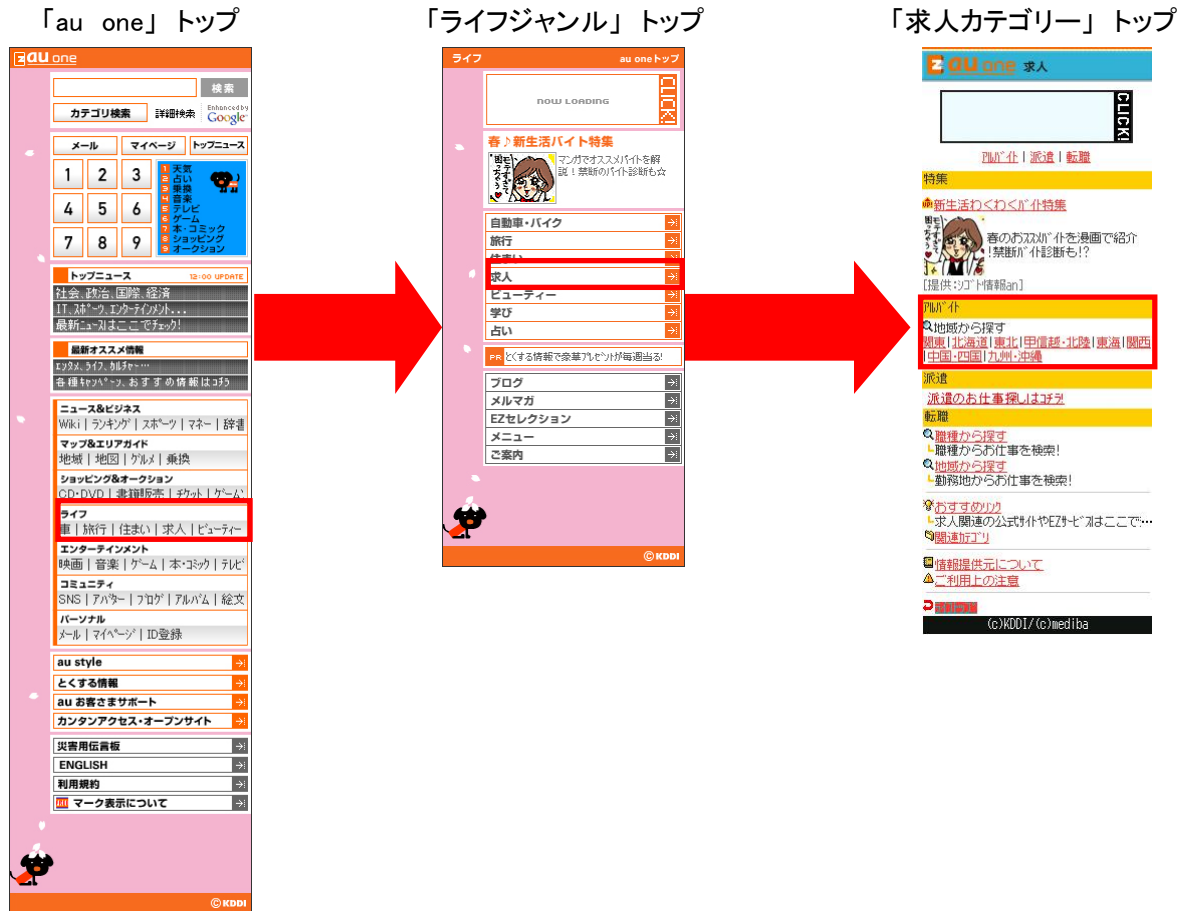 「au one」 トップ
au one
検索
カテゴリ検索
詳細検索
Enhanced by
Google
メール
マイページ
トップニュース
1 2 3
4 5 6
7 8 9
1 天気
2 占い
3 乗換
4 音楽
5 テレビ
6 ゲーム
7 本・コミック
8 ショッピング
9 オークション
トップニュース
12:00 UPDATE
社会、政治、国際、経済
IT、スポーツ、エンターテインメント...
最新ニュースはここでチェック!
最新オススメ情報
エンタメ、ライフ、カルチャー…
各種キャンペーン、おすすめ情報はコチラ
ニュース&ビジネス
Wiki | ランキング | スポーツ | マネー | 辞書
マップ&エリアガイド
地域 | 地図 | グルメ | 乗換
ショッピング&オークション
CD・DVD | 書籍販売 | チケット | ゲーム
ライフ
車 | 旅行 | 住まい | 求人 | ビューティー
エンターテインメント
映画 | 音楽 | ゲーム | 本・コミック | テレビ
コミュニティ
SNS | アバター | ブログ | アルバム | 絵文
パーソナル
メール | マイページ | ID登録
au style
とくする情報
au お客さまサポート
カンタンアクセス・オープンサイト
災害用伝言板
ENGLISH
利用規約
マーク表示について
© KDDI
「ライフジャンル」 トップ
ライフ
au oneトップ
NOW LOADING
CLICK!
春♪新生活バイト特集
マンガでオススメバイトを解
説!禁断のバイト診断も☆
モテすぎて
困っちゃう
自動車・バイク
旅行
住まい
求人
ビューティー
学び
占い
PR とくする情報で豪華プレゼントが毎週当る!
ブログ
メルマガ
EZセレクション
メニュー
ご案内
© KDDI
「求人カテゴリー」 トップ
au one 求人
CLICK!
アルバイト | 派遣 | 転職
特集
新生活わくわくバイト特集
春のおススメバイトを漫画で紹介
!禁断バイト診断も!?
[提供:シゴト情報an]
アルバイト
地域から探す
関東|北海道|東北|甲信越・北陸|東海|関西
|中国・四国|九州・沖縄
派遣
派遣のお仕事探しはコチラ
転職
職種から探す
職種からお仕事を検索!
地域から探す
勤務地からお仕事を検索!
おすすめリンク
求人関連の公式サイトやEZサービスはここで…
関連カテゴリ
情報提供元について
ご利用上の注意
(c)KDDI/(c)mediba